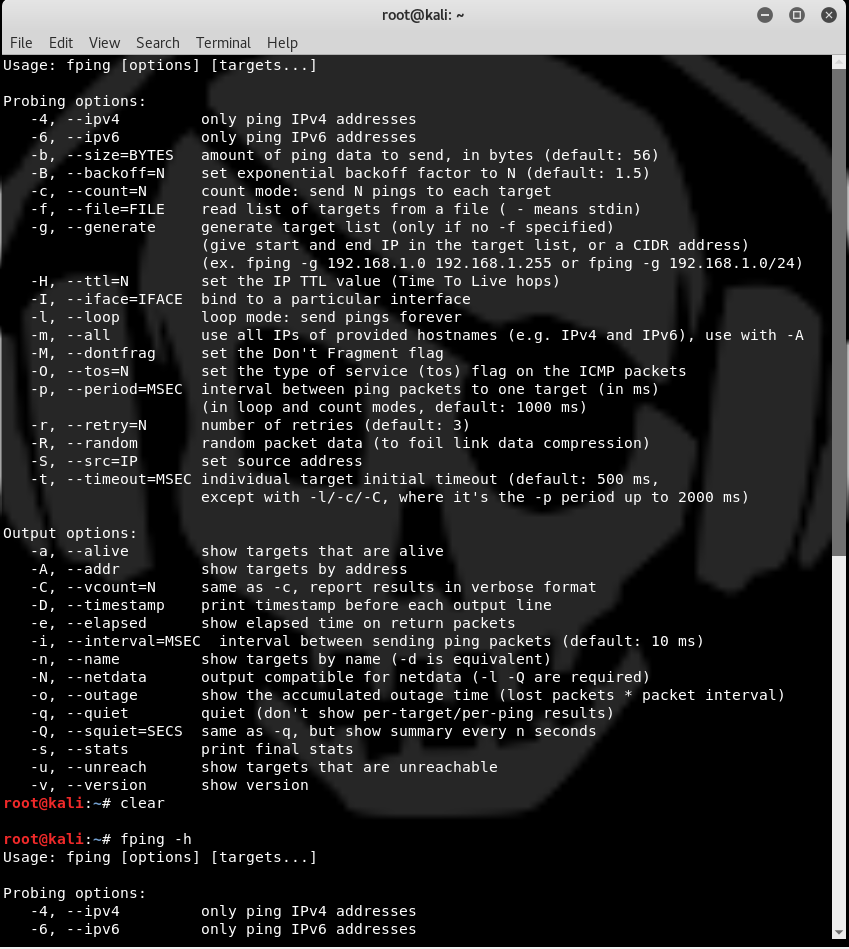 root@kali: ~
File Edit View Search Terminal Help
Usage: fping [options] [targets...]

Probing options:
   -4, --ipv4         only ping IPv4 addresses
   -6, --ipv6         only ping IPv6 addresses
   -b, --size=BYTES   amount of ping data to send, in bytes (default: 56)
   -B, --backoff=N    set exponential backoff factor to N (default: 1.5)
   -c, --count=N      count mode: send N pings to each target
   -f, --file=FILE    read list of targets from a file ( - means stdin)
   -g, --generate     generate target list (only if no -f specified)
                      (give start and end IP in the target list, or a CIDR address)
                      (ex. fping -g 192.168.1.0 192.168.1.255 or fping -g 192.168.1.0/24)
   -H, --ttl=N        set the IP TTL value (Time To Live hops)
   -I, --iface=IFACE  bind to a particular interface
   -l, --loop         loop mode: send pings forever
   -m, --all          use all IPs of provided hostnames (e.g. IPv4 and IPv6), use with -A
   -M, --dontfrag     set the Don't Fragment flag
   -O, --tos=N        set the type of service (tos) flag on the ICMP packets
   -p, --period=MSEC  interval between ping packets to one target (in ms)
                      (in loop and count modes, default: 1000 ms)
   -r, --retry=N      number of retries (default: 3)
   -R, --random       random packet data (to foil link data compression)
   -S, --src=IP       set source address
   -t, --timeout=MSEC individual target initial timeout (default: 500 ms,
                      except with -l/-c/-C, where it's the -p period up to 2000 ms)

Output options:
   -a, --alive        show targets that are alive
   -A, --addr         show targets by address
   -C, --vcount=N     same as -c, report results in verbose format
   -D, --timestamp    print timestamp before each output line
   -e, --elapsed      show elapsed time on return packets
   -i, --interval=MSEC  interval between sending ping packets (default: 10 ms)
   -n, --name         show targets by name (-d is equivalent)
   -N, --netdata      output compatible for netdata (-l -Q are required)
   -o, --outage       show the accumulated outage time (lost packets * packet interval)
   -q, --quiet        quiet (don't show per-target/per-ping results)
   -Q, --squiet=SECS  same as -q, but show summary every n seconds
   -s, --stats        print final stats
   -u, --unreach      show targets that are unreachable
   -v, --version      show version
root@kali:~# clear

root@kali:~# fping -h
Usage: fping [options] [targets...]

Probing options:
   -4, --ipv4         only ping IPv4 addresses
   -6, --ipv6         only ping IPv6 addresses